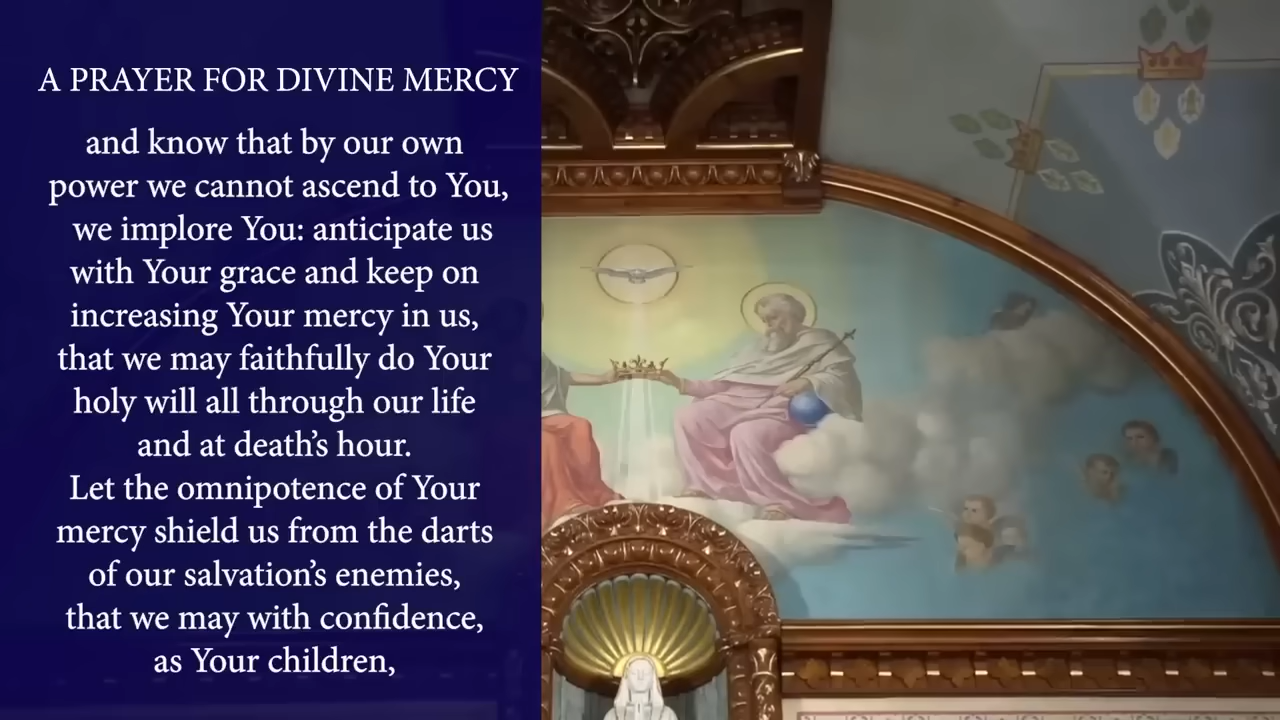 A PRAYER FOR DIVINE MERCY
and know that by our own
power we cannot ascend to You,
we implore You: anticipate us
with Your grace and keep on
increasing Your mercy in us,
that we may faithfully do Your
holy will all through our life
and at death’s hour.
Let the omnipotence of Your
mercy shield us from the darts
of our salvation’s enemies,
that we may with confidence,
as Your children,